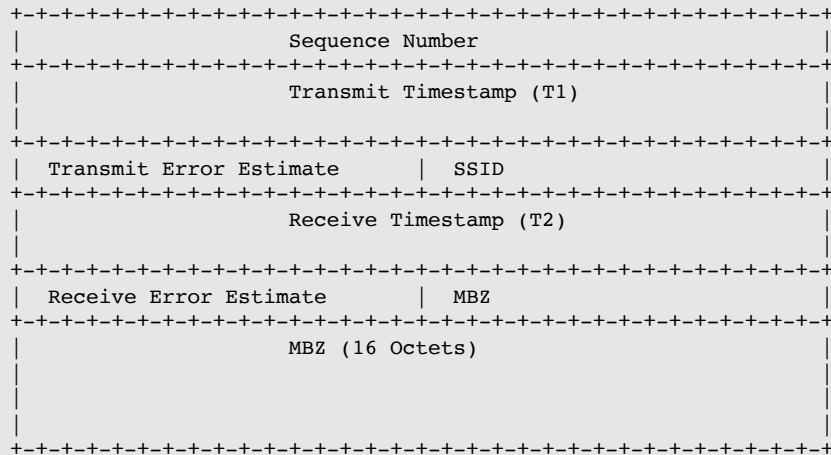 +-+-+-+-+-+-+-+-+-+-+-+-+-+-+-+-+-+-+-+-+-+-+-+-+-+-+-+-+-+-+-+-+
|                     Sequence Number                           |
+-+-+-+-+-+-+-+-+-+-+-+-+-+-+-+-+-+-+-+-+-+-+-+-+-+-+-+-+-+-+-+-+
|                     Transmit Timestamp (T1)                   |
|                                                               |
+-+-+-+-+-+-+-+-+-+-+-+-+-+-+-+-+-+-+-+-+-+-+-+-+-+-+-+-+-+-+-+-+
|  Transmit Error Estimate      |  SSID                         |
+-+-+-+-+-+-+-+-+-+-+-+-+-+-+-+-+-+-+-+-+-+-+-+-+-+-+-+-+-+-+-+-+
|                     Receive Timestamp (T2)                    |
|                                                               |
+-+-+-+-+-+-+-+-+-+-+-+-+-+-+-+-+-+-+-+-+-+-+-+-+-+-+-+-+-+-+-+-+
|  Receive Error Estimate       |  MBZ                          |
+-+-+-+-+-+-+-+-+-+-+-+-+-+-+-+-+-+-+-+-+-+-+-+-+-+-+-+-+-+-+-+-+
|                     MBZ (16 Octets)                           |
|                                                               |
|                                                               |
|                                                               |
+-+-+-+-+-+-+-+-+-+-+-+-+-+-+-+-+-+-+-+-+-+-+-+-+-+-+-+-+-+-+-+-+